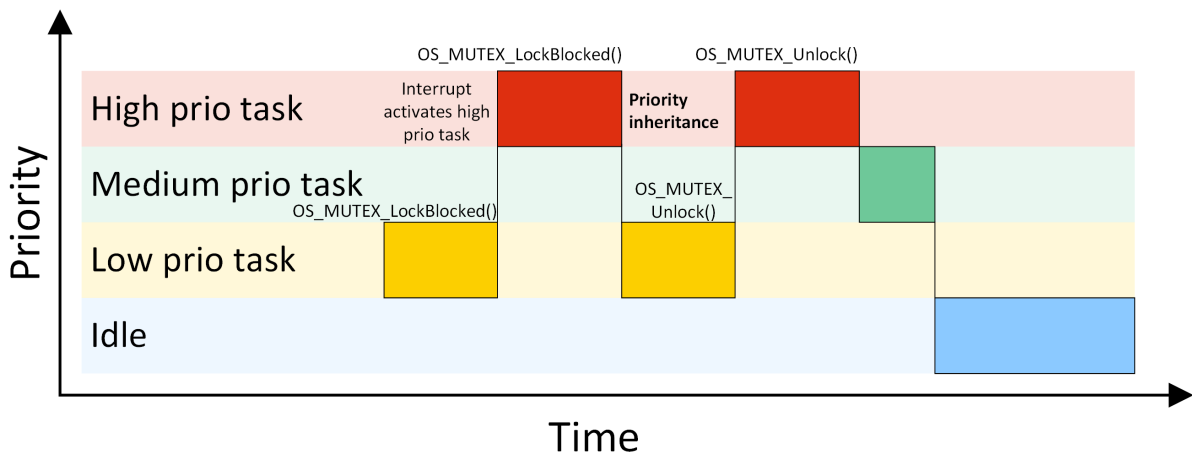 OS_MUTEX_LockBlocked()
OS_MUTEX_Unlock()
High prio task
Interrupt
activates high
prio task
Priority
inheritance
Medium prio task
OS_MUTEX_LockBlocked()
OS_MUTEX_
Unlock()
Low prio task
Idle
Priority
Time